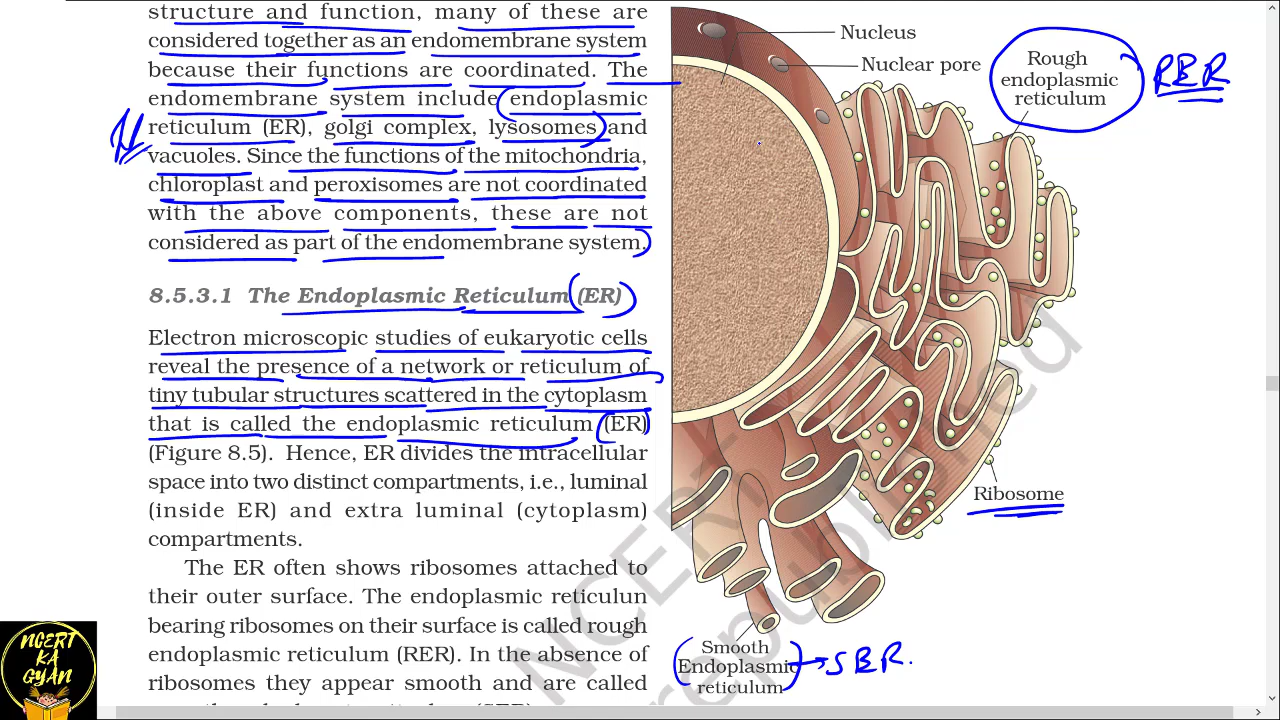 structure and function, many of these are
considered together as an endomembrane system
because their functions are coordinated. The
endomembrane system include endoplasmic
reticulum (ER), golgi complex, lysosomes and
vacuoles. Since the functions of the mitochondria,
chloroplast and peroxisomes are not coordinated
with the above components, these are not
considered as part of the endomembrane system.
8.5.3.1 The Endoplasmic Reticulum (ER)
Electron microscopic studies of eukaryotic cells
reveal the presence of a network or reticulum of
tiny tubular structures scattered in the cytoplasm
that is called the endoplasmic reticulum (ER)
(Figure 8.5). Hence, ER divides the intracellular
space into two distinct compartments, i.e., luminal
(inside ER) and extra luminal (cytoplasm)
compartments.
The ER often shows ribosomes attached to
their outer surface. The endoplasmic reticulun
bearing ribosomes on their surface is called rough
endoplasmic reticulum (RER). In the absence of
ribosomes they appear smooth and are called
Nucleus
Nuclear pore
Rough
endoplasmic
reticulum
RER
Ribosome
Smooth
Endoplasmic
reticulum
SER.
NCERT
republished
NCERT
KA
GYAN